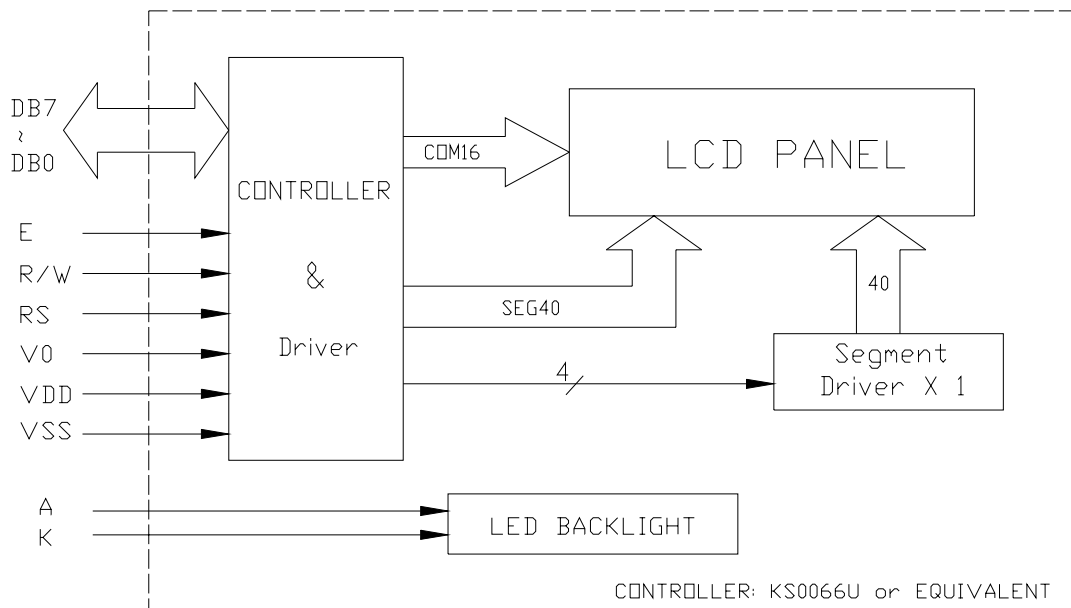 DB7
~
DB0
E
R/W
RS
V0
VDD
VSS
A
K
CONTROLLER
&
Driver
COM16
SEG40
4
LCD PANEL
40
Segment
Driver X 1
LED BACKLIGHT
CONTROLLER: KS0066U or EQUIVALENT